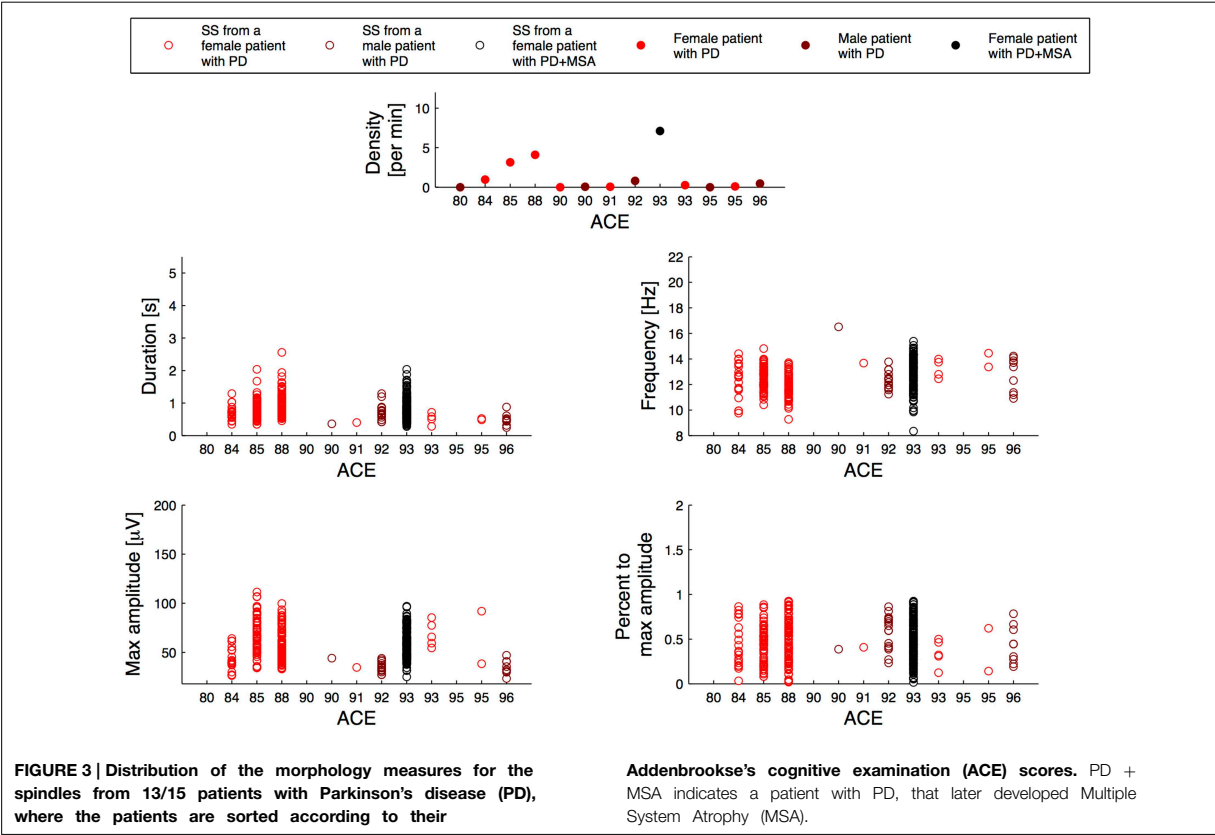 SS from a
female patient
with PD
SS from a
male patient
with PD
SS from a
female patient
with PD+MSA
Female patient
with PD
Male patient
with PD
Female patient
with PD+MSA
Density
[per min]
10
5
0
80 84 85 88 90 90 91 92 93 93 95 95 96
ACE
Duration [s]
5
4
3
2
1
0
80 84 85 88 90 90 91 92 93 93 95 95 96
ACE
Frequency [Hz]
22
20
18
16
14
12
10
8
80 84 85 88 90 90 91 92 93 93 95 95 96
ACE
Max amplitude [μV]
200
150
100
50
80 84 85 88 90 90 91 92 93 93 95 95 96
ACE
Percent to
max amplitude
2
1.5
1
0.5
0
80 84 85 88 90 90 91 92 93 93 95 95 96
ACE
FIGURE 3 | Distribution of the morphology measures for the
spindles from 13/15 patients with Parkinson's disease (PD),
where the patients are sorted according to their
Addenbrookse's cognitive examination (ACE) scores. PD +
MSA indicates a patient with PD, that later developed Multiple
System Atrophy (MSA).